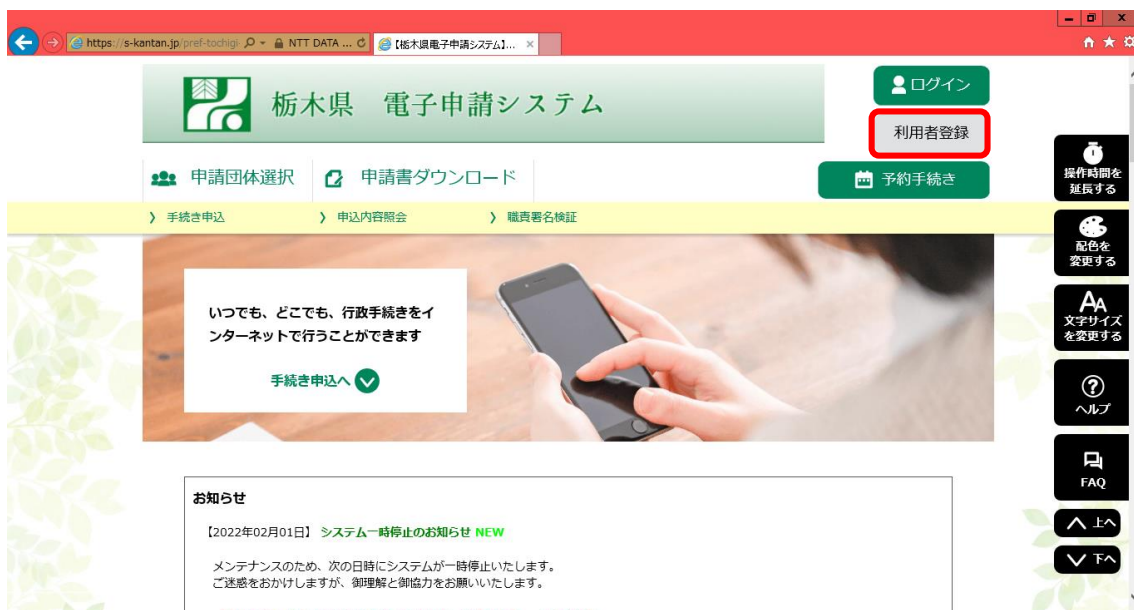 https://s-kantan.jp/pref-tochigi-
NTT DATA ...
【栃木県電子申請システム】...
栃木県 電子申請システム
ログイン
利用者登録
申請団体選択
申請書ダウンロード
予約手続き
手続き申込
申込内容照会
職責署名検証
操作時間を
延長する
配色を
変更する
AA
文字サイズ
を変更する
ヘルプ
FAQ
上へ
下へ
いつでも、どこでも、行政手続きをイ
ンターネットで行うことができます
手続き申込へ
お知らせ
【2022年02月01日】 システム一時停止のお知らせ NEW
メンテナンスのため、次の日時にシステムが一時停止いたします。
ご迷惑をおかけしますが、御理解と御協力をお願いいたします。